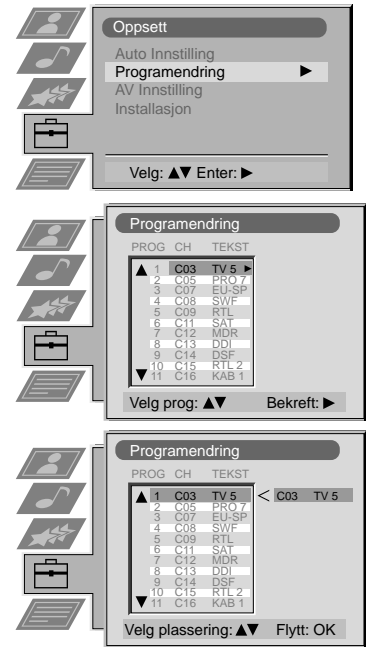 Oppsett
Auto Innstilling
Programendring ▶
AV Innstilling
Installasjon
Velg: ▲▼ Enter: ▶
Programendring
PROG CH TEKST
▲ 1 C03 TV 5 ▶
2 C05 PRO 7
3 C07 EU-SP
4 C08 SWF
5 C09 RTL
6 C11 SAT
7 C12 MDR
8 C13 DDI
9 C14 DSF
10 C15 RTL 2
▼ 11 C16 KAB 1
Velg prog: ▲▼ Bekreft: ▶
Programendring
PROG CH TEKST
▲ 1 C03 TV 5 < C03 TV 5
2 C05 PRO 7
3 C07 EU-SP
4 C08 SWF
5 C09 RTL
6 C11 SAT
7 C12 MDR
8 C13 DDI
9 C14 DSF
10 C15 RTL 2
▼ 11 C16 KAB 1
Velg plassering: ▲▼ Flytt: OK